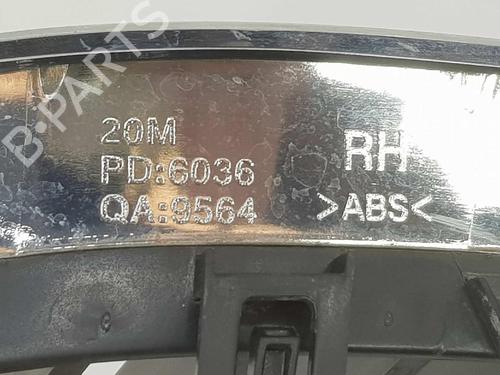 B-PARTS
20M
PD:6036
QA:9564
RH
>ABS<